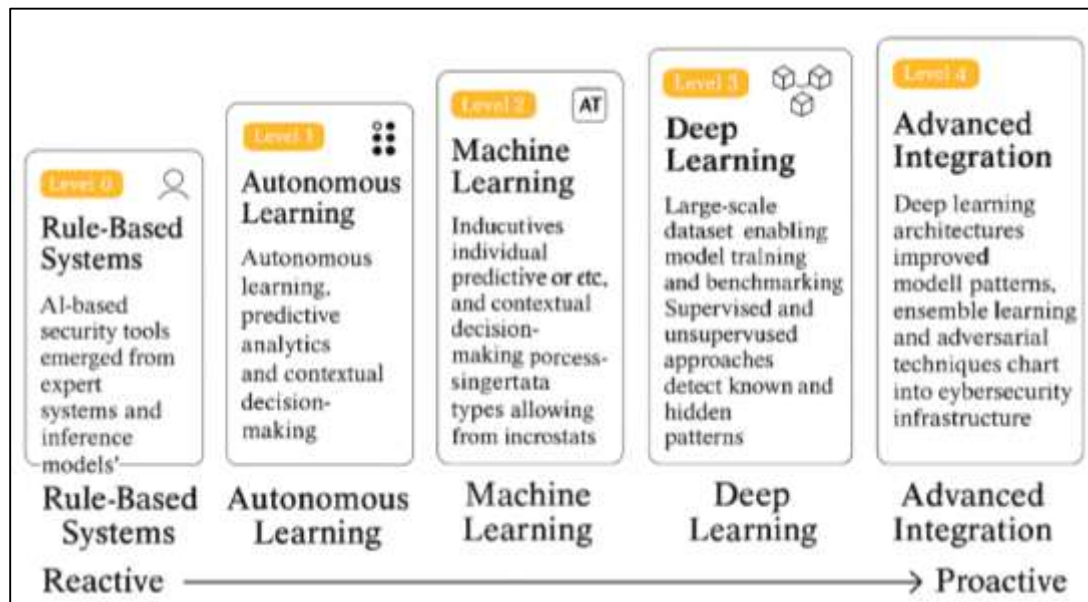 Level 0
Rule-Based
Systems
AI-based
security tools
emerged from
expert
systems and
inference
models'
Level 1
Autonomous
Learning
Autonomous
learning,
predictive
analytics
and contextual
decision-
making
Level 2
AT
Machine
Learning
Inducutives
individual
predictive or etc,
and contextual
decision-
making porcess-
singertata
types allowing
from incrostats
Level 3
Deep
Learning
Large-scale
dataset enabling
model training
and benchmarking
Supervised and
unsupervused
approaches
detect known and
hidden
patterns
Level 4
Advanced
Integration
Deep learning
architectures
improved
modell patterns,
ensemble learning
and adversarial
techniques chart
into eybersecurity
infrastructure
Rule-Based
Systems
Autonomous
Learning
Machine
Learning
Deep
Learning
Advanced
Integration
Reactive
Proactive